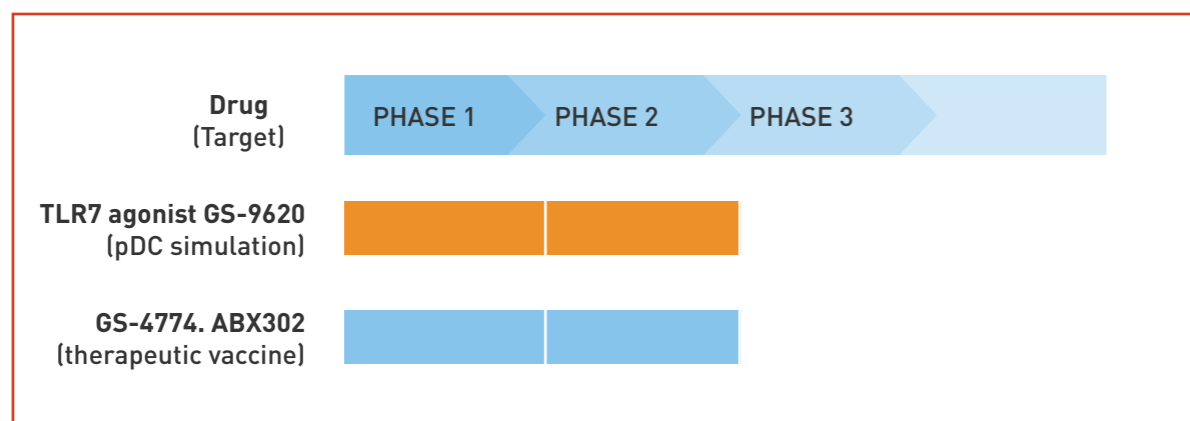 Drug
(Target)
PHASE 1
PHASE 2
PHASE 3
TLR7 agonist GS-9620
(pDC simulation)
GS-4774. ABX302
(therapeutic vaccine)